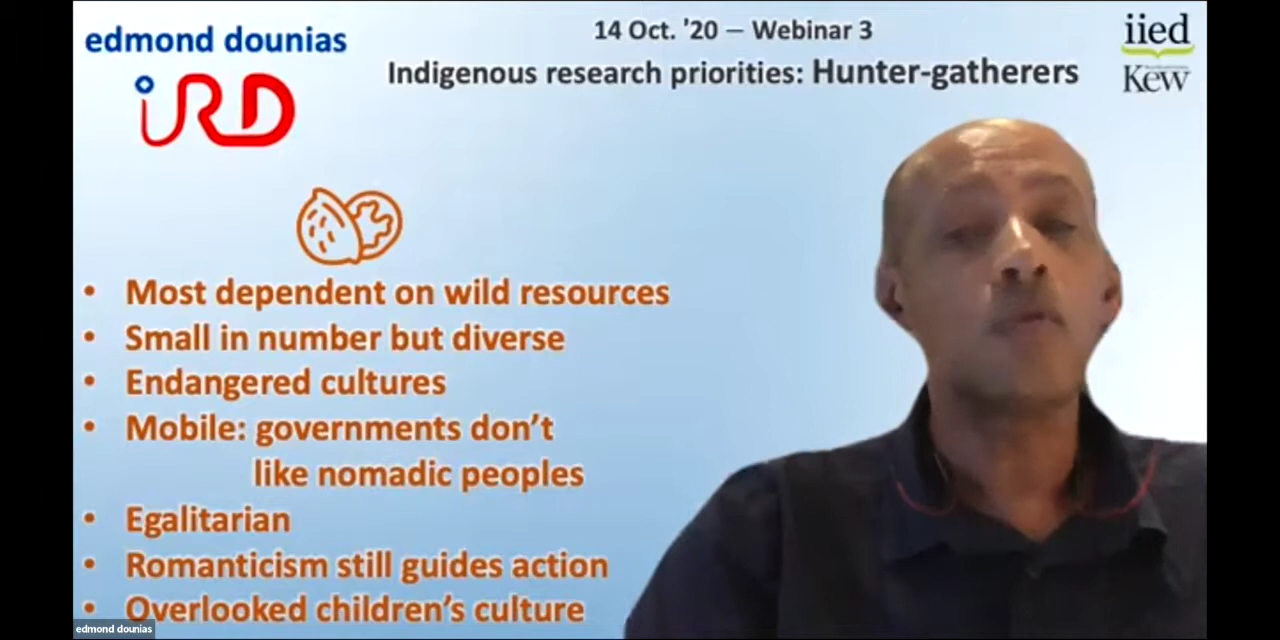 edmond dounias
iRD
14 Oct. '20 – Webinar 3
Indigenous research priorities: Hunter-gatherers
iied
Kew
• Most dependent on wild resources
• Small in number but diverse
• Endangered cultures
• Mobile: governments don't
like nomadic peoples
• Egalitarian
• Romanticism still guides action
• Overlooked children's culture
edmond dounias